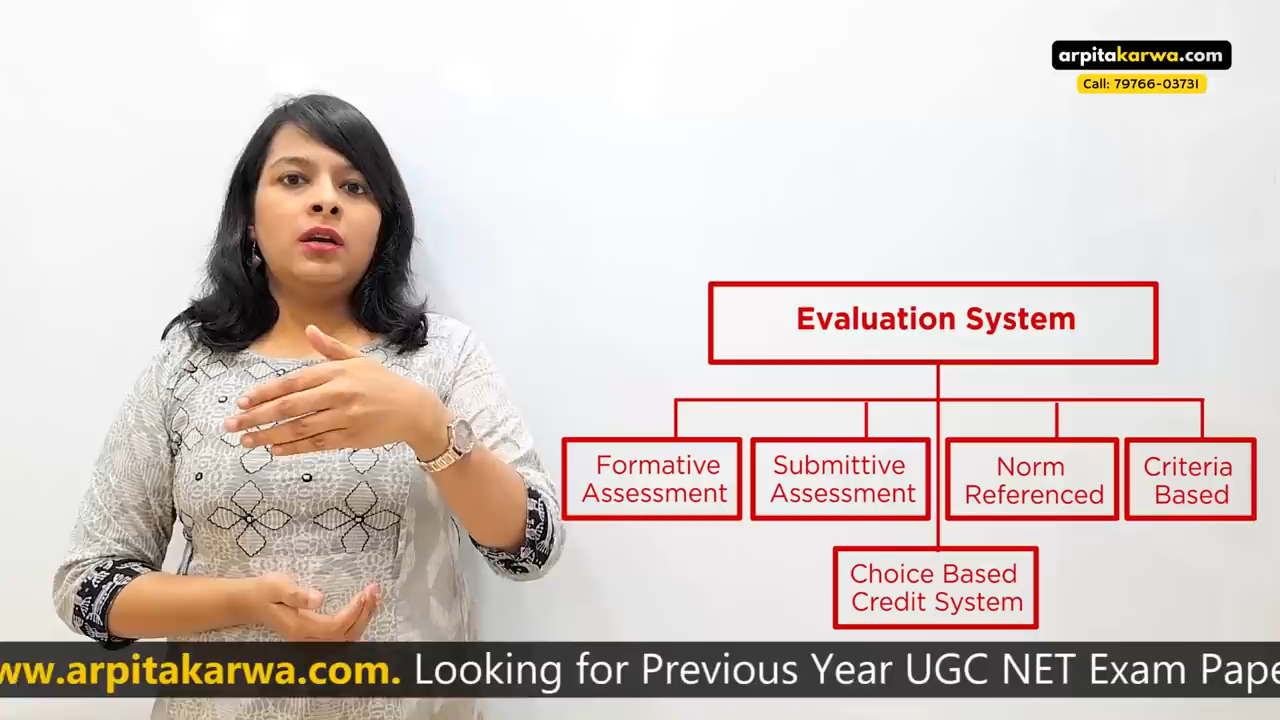 arpitakarwa.com
Call: 79766-03731
Evaluation System
Formative
Assessment
Submittive
Assessment
Norm
Referenced
Criteria
Based
Choice Based
Credit System
www.arpitakarwa.com. Looking for Previous Year UGC NET Exam Pape